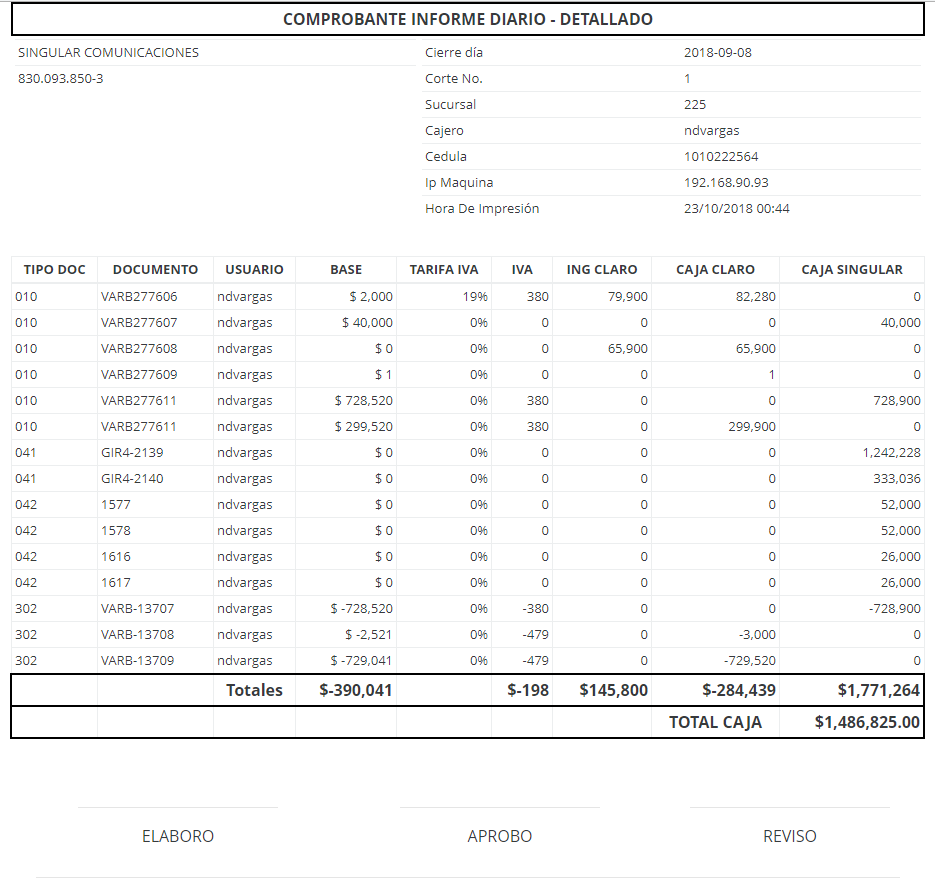 COMPROBANTE INFORME DIARIO - DETALLADO
SINGULAR COMUNICACIONES Cierre día 2018-09-08
830.093.850-3 Corte No. 1
Sucursal 225
Cajero ndvargas
Cedula 1010222564
Ip Maquina 192.168.90.93
Hora De Impresión 23/10/2018 00:44
TIPO DOC DOCUMENTO USUARIO BASE TARIFA IVA IVA ING CLARO CAJA CLARO CAJA SINGULAR
010 VARB277606 ndvargas $ 2,000 19% 380 79,900 82,280 0
010 VARB277607 ndvargas $ 40,000 0% 0 0 0 40,000
010 VARB277608 ndvargas $ 0 0% 0 65,900 65,900 0
010 VARB277609 ndvargas $ 1 0% 0 0 1 0
010 VARB277611 ndvargas $ 728,520 0% 380 0 0 728,900
010 VARB277611 ndvargas $ 299,520 0% 380 0 299,900 0
041 GIR4-2139 ndvargas $ 0 0% 0 0 0 1,242,228
041 GIR4-2140 ndvargas $ 0 0% 0 0 0 333,036
042 1577 ndvargas $ 0 0% 0 0 0 52,000
042 1578 ndvargas $ 0 0% 0 0 0 52,000
042 1616 ndvargas $ 0 0% 0 0 0 26,000
042 1617 ndvargas $ 0 0% 0 0 0 26,000
302 VARB-13707 ndvargas $ -728,520 0% -380 0 0 -728,900
302 VARB-13708 ndvargas $ -2,521 0% -479 0 -3,000 0
302 VARB-13709 ndvargas $ -729,041 0% -479 0 -729,520 0
Totales $-390,041 $-198 $145,800 $-284,439 $1,771,264
TOTAL CAJA $1,486,825.00
ELABORO APROBO REVISO